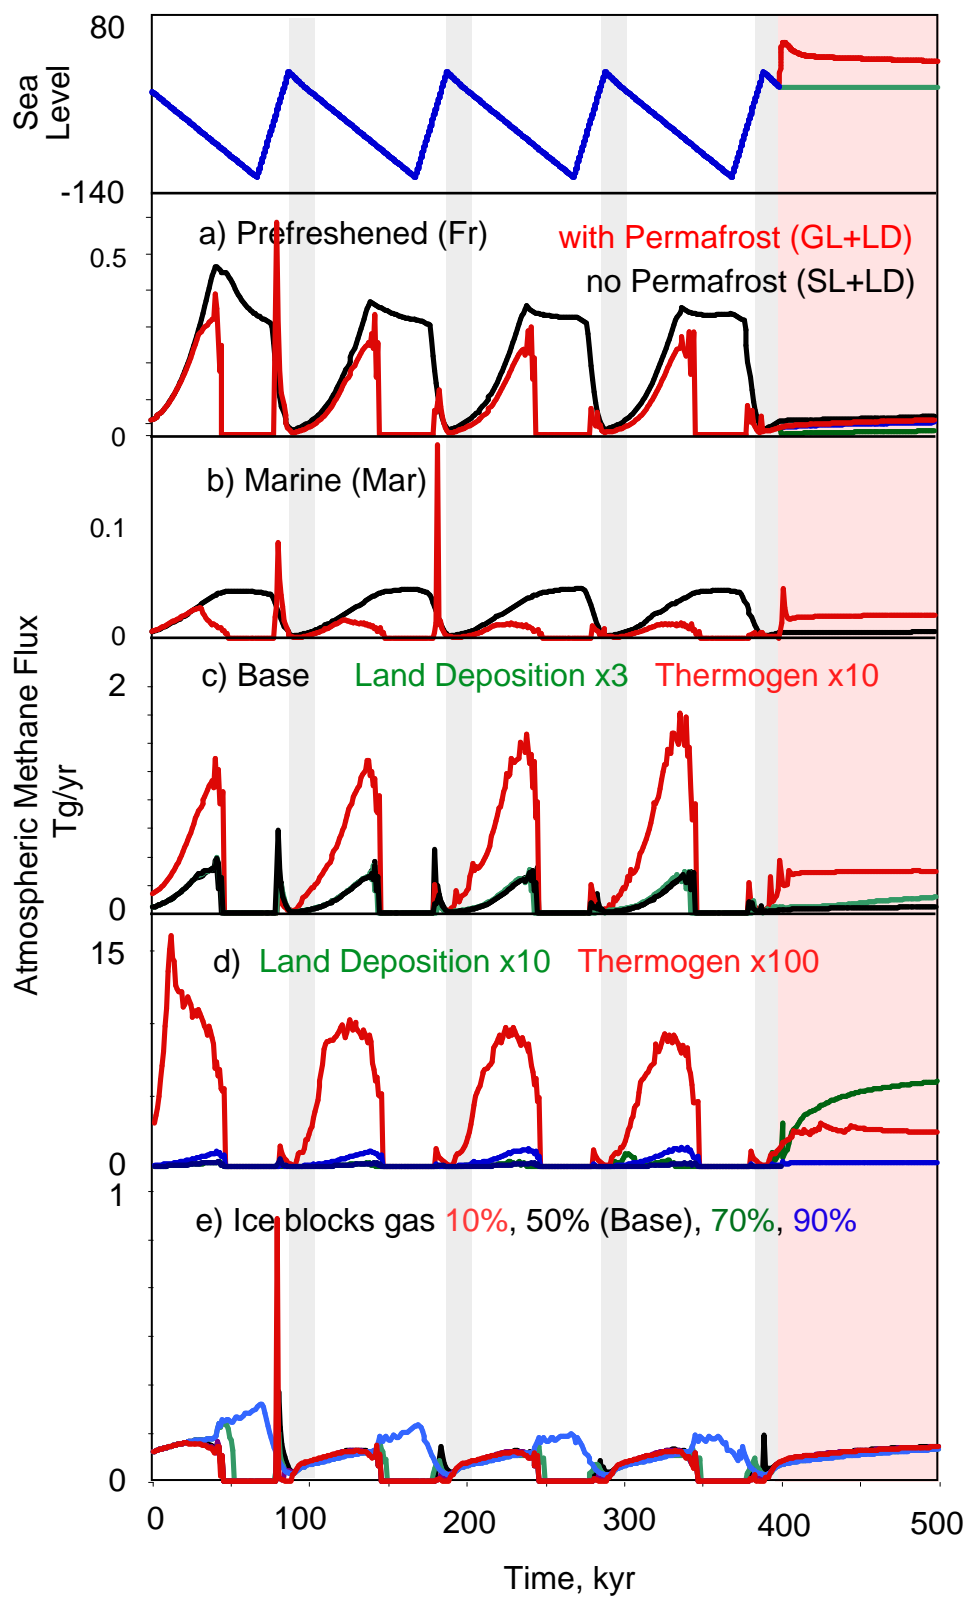 80
Sea
Level
-140
a) Prefreshened (Fr)
with Permafrost (GL+LD)
0.5
no Permafrost (SL+LD)
0
b) Marine (Mar)
0.1
0
Atmospheric Methane Flux
Tg/yr
c) Base Land Deposition x3 Thermogen x10
2
0
15
d) Land Deposition x10 Thermogen x100
0
1
e) Ice blocks gas 10%, 50% (Base), 70%, 90%
0
0 100 200 300 400 500
Time, kyr